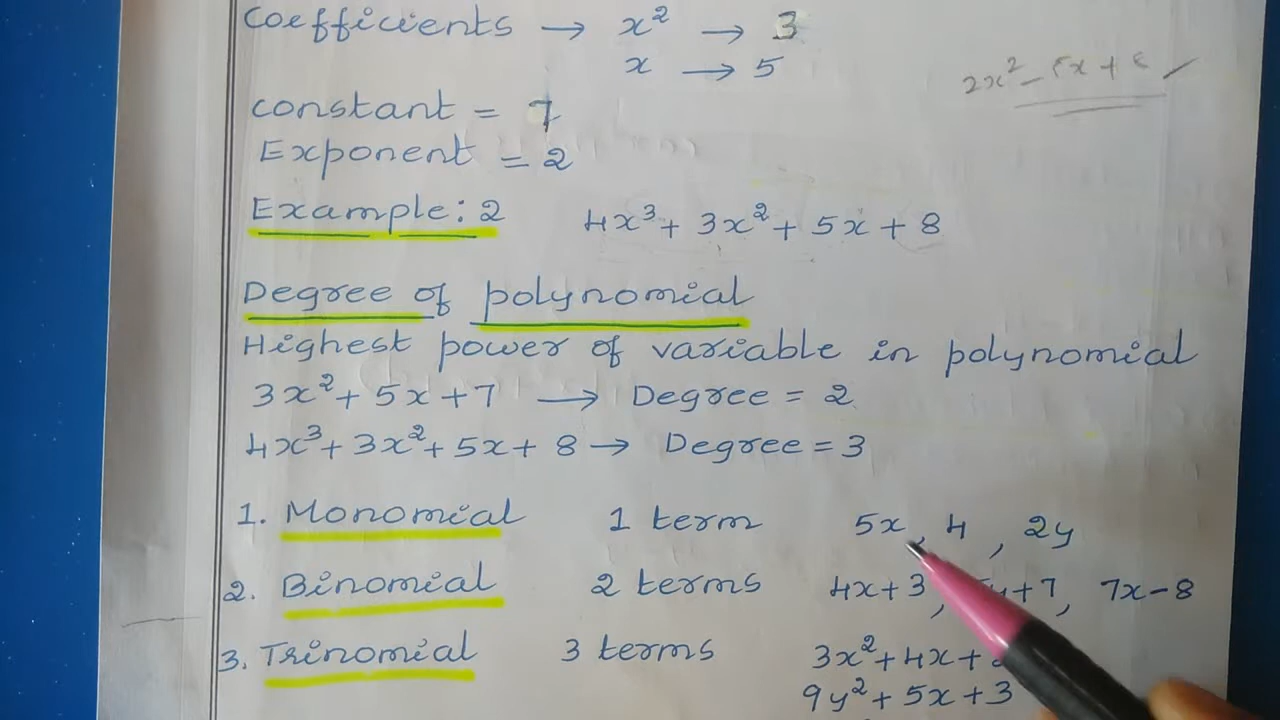 Coefficients → x² → 3
x → 5
2x² - 5x +
constant = 7
Exponent = 2
Example: 2 4x³ + 3x² + 5x + 8
Degree of polynomial
Highest power of variable in polynomial
3x² + 5x + 7 → Degree = 2
4x³ + 3x² + 5x + 8 → Degree = 3
1. Monomial 1 term 5x, 4, 2y
2. Binomial 2 terms 4x + 3, + 7, 7x - 8
3. Trinomial 3 terms 3x² + 4x +
9y² + 5x + 3